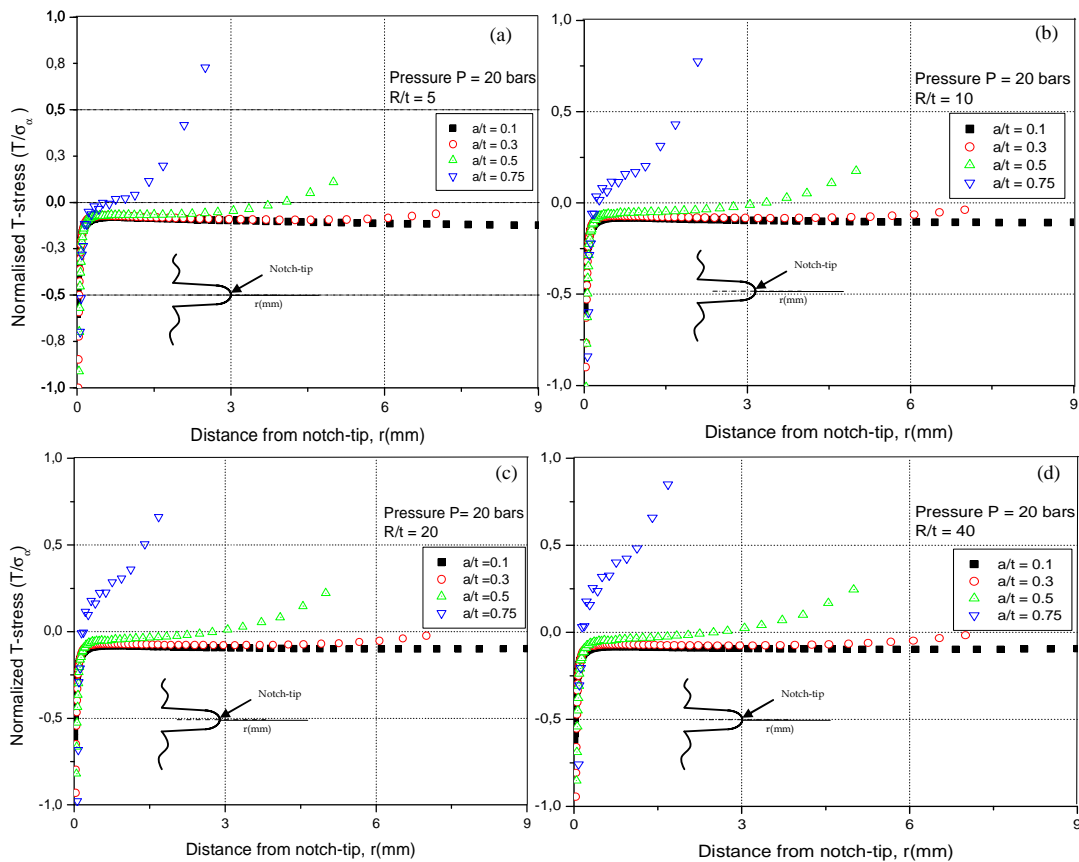 (a)
Pressure P = 20 bars
R/t = 5
a/t = 0.1
a/t = 0.3
a/t = 0.5
a/t = 0.75
Normalised T-stress (T/σα)
1,0
0,8
0,5
0,3
0,0
-0,3
-0,5
-0,8
-1,0
Notch-tip
r(mm)
0 3 6 9
Distance from notch-tip, r(mm)
(b)
Pressure P = 20 bars
R/t = 10
a/t = 0.1
a/t = 0.3
a/t = 0.5
a/t = 0.75
1,0
0,5
0,0
-0,5
-1,0
Notch-tip
r(mm)
0 3 6 9
Distance from notch-tip, r(mm)
(c)
Pressure P= 20 bars
R/t = 20
a/t =0.1
a/t =0.3
a/t =0.5
a/t =0.75
Normalized T-stress (T/σα)
1,0
0,5
0,0
-0,5
-1,0
Notch-tip
r(mm)
0 3 6 9
Distance from notch-tip, r(mm)
(d)
Pressure P = 20 bars
R/t = 40
a/t = 0.1
a/t = 0.3
a/t = 0.5
a/t = 0.75
1,0
0,5
0,0
-0,5
-1,0
Notch-tip
r(mm)
0 3 6 9
Distance from notch-tip, r(mm)